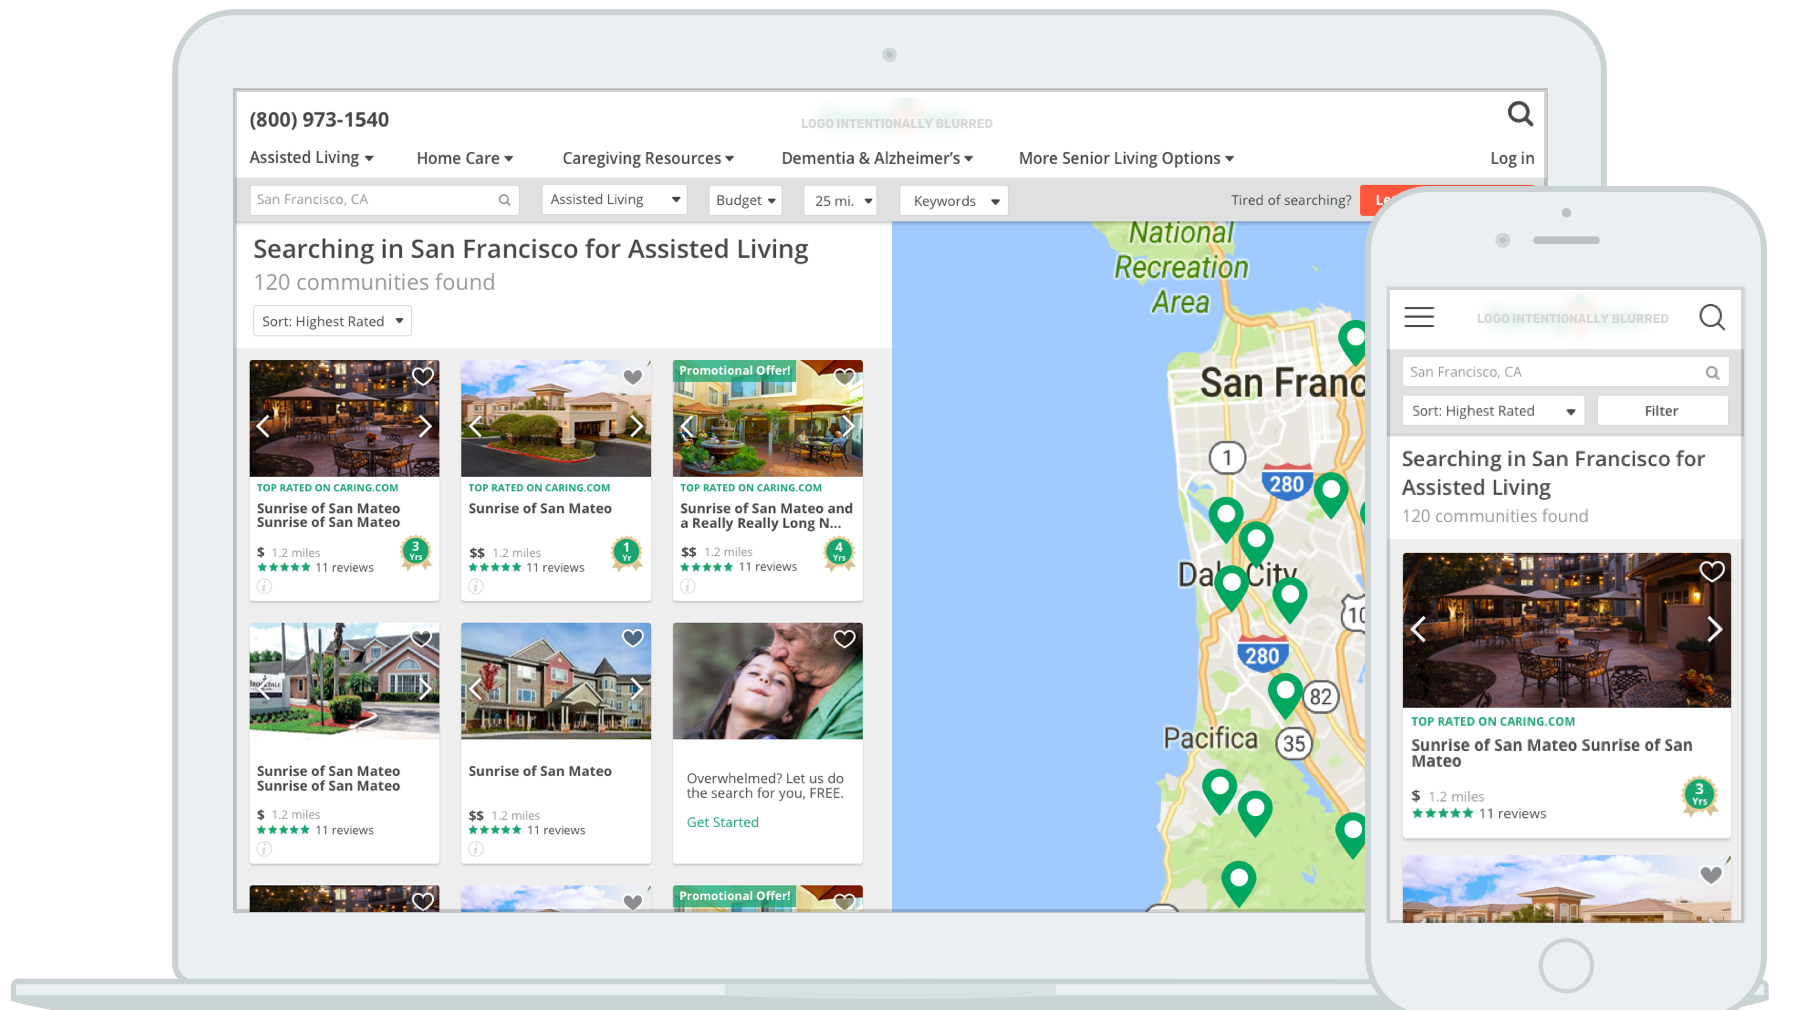 (800) 973-1540
LOGO INTENTIONALLY BLURRED
Assisted Living
Home Care
Caregiving Resources
Dementia & Alzheimer's
More Senior Living Options
Log in
San Francisco, CA
Assisted Living
Budget
25 mi.
Keywords
Tired of searching?
Searching in San Francisco for Assisted Living
120 communities found
Sort: Highest Rated
TOP RATED ON CARING.COM
Sunrise of San Mateo
Sunrise of San Mateo
$ 1.2 miles
11 reviews
3
Yrs
TOP RATED ON CARING.COM
Sunrise of San Mateo
$$ 1.2 miles
11 reviews
1
Yr
Promotional Offer!
TOP RATED ON CARING.COM
Sunrise of San Mateo and
a Really Really Long N...
$$ 1.2 miles
11 reviews
4
Yrs
Sunrise of San Mateo
Sunrise of San Mateo
$ 1.2 miles
11 reviews
Sunrise of San Mateo
$$ 1.2 miles
11 reviews
Overwhelmed? Let us do
the search for you, FREE.
Get Started
Promotional Offer!
National
Recreation
Area
San Franc
1
280
City
10
280
82
Pacifica
35
LOGO INTENTIONALLY BLURRED
San Francisco, CA
Sort: Highest Rated
Filter
Searching in San Francisco for
Assisted Living
120 communities found
TOP RATED ON CARING.COM
Sunrise of San Mateo Sunrise of San
Mateo
$ 1.2 miles
11 reviews
3
Yrs